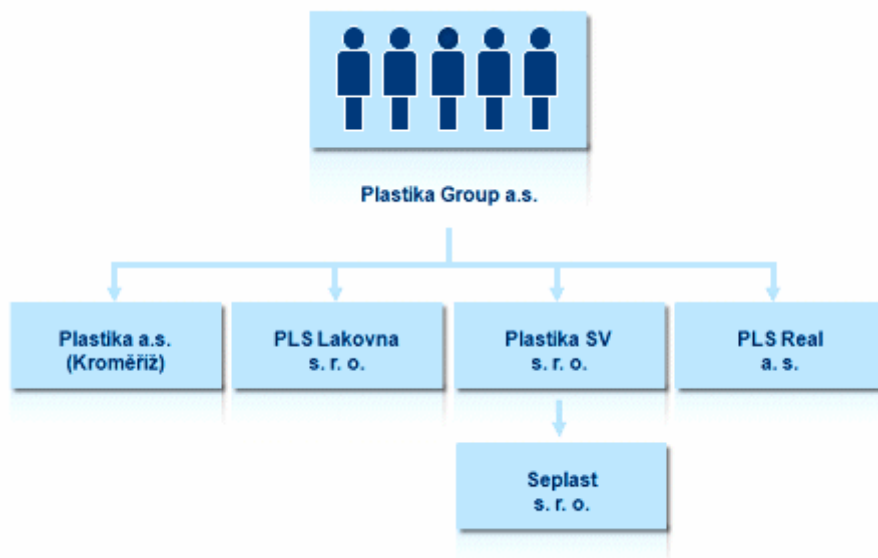 Plastika Group a.s.
Plastika a.s.
(Kroměříž)
PLS Lakovna
s. r. o.
Plastika SV
s. r. o.
PLS Real
a. s.
Seplast
s. r. o.